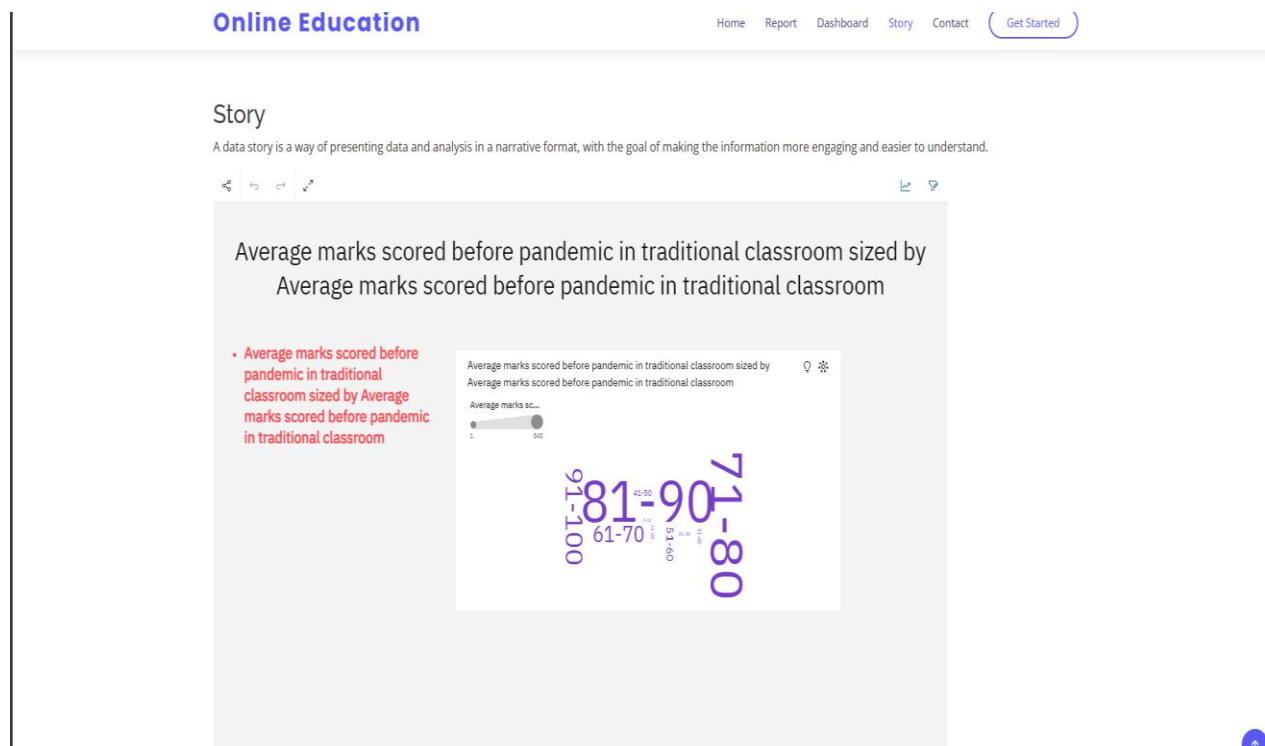 Online Education
Home Report Dashboard Story Contact Get Started
Story
A data story is a way of presenting data and analysis in a narrative format, with the goal of making the information more engaging and easier to understand.
Average marks scored before pandemic in traditional classroom sized by
Average marks scored before pandemic in traditional classroom
• Average marks scored before
pandemic in traditional
classroom sized by Average
marks scored before pandemic
in traditional classroom
Average marks scored before pandemic in traditional classroom sized by
Average marks scored before pandemic in traditional classroom
Average marks sc...
1
91-100
81-90
41-50
71-80
61-70
51-60